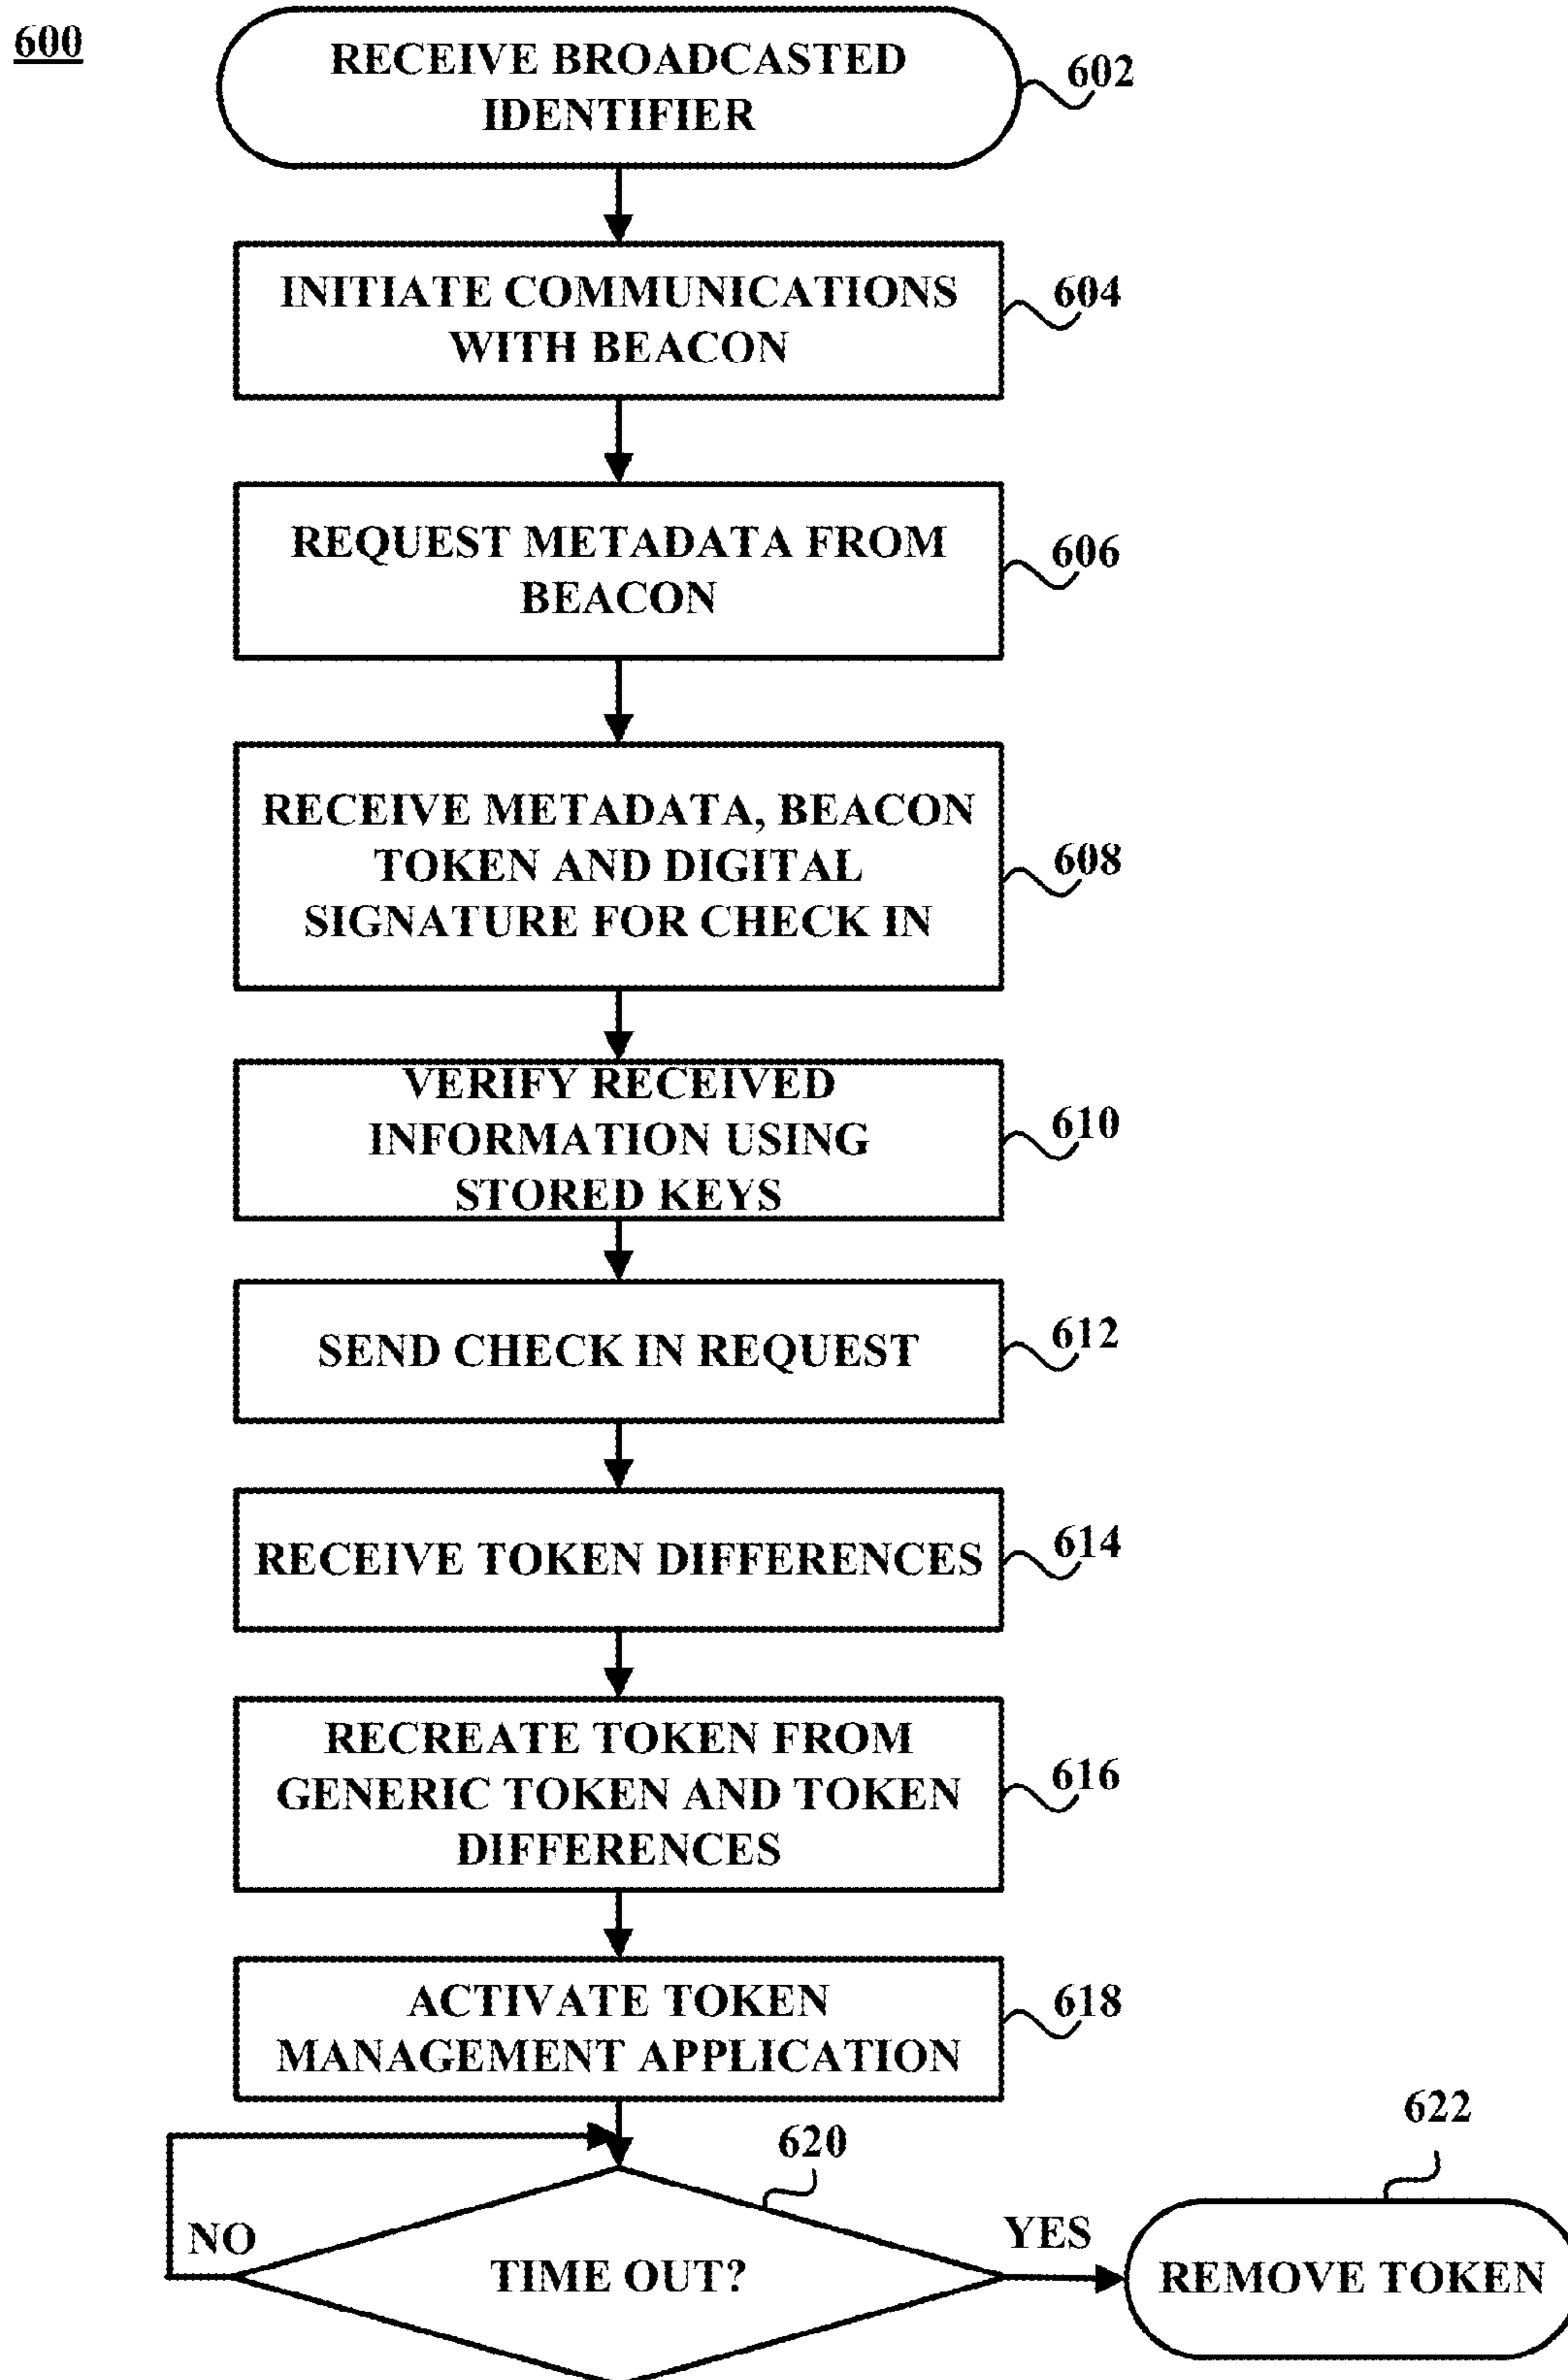 600
RECEIVE BROADCASTED
IDENTIFIER
602
INITIATE COMMUNICATIONS
WITH BEACON
604
REQUEST METADATA FROM
BEACON
606
RECEIVE METADATA, BEACON
TOKEN AND DIGITAL
SIGNATURE FOR CHECK IN
608
VERIFY RECEIVED
INFORMATION USING
STORED KEYS
610
SEND CHECK IN REQUEST
612
RECEIVE TOKEN DIFFERENCES
614
RECREATE TOKEN FROM
GENERIC TOKEN AND TOKEN
DIFFERENCES
616
ACTIVATE TOKEN
MANAGEMENT APPLICATION
618
620
622
NO
TIME OUT?
YES
REMOVE TOKEN